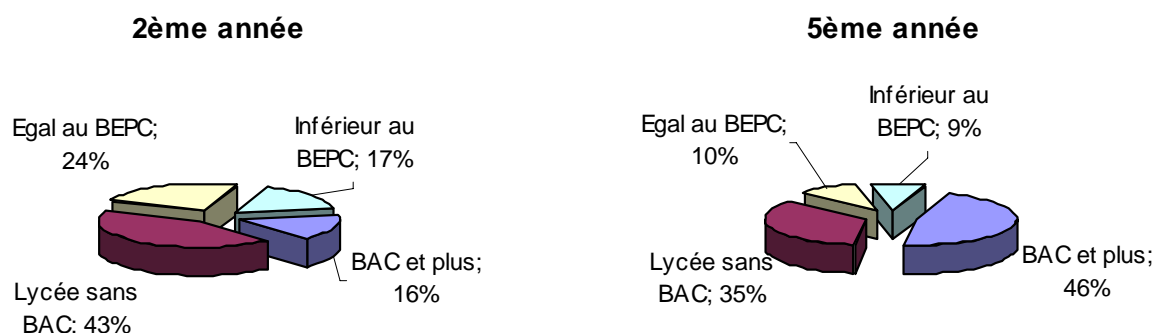 2ème année
Egal au BEPC;
24%
Inférieur au
BEPC; 17%
Lycée sans
BAC; 43%
BAC et plus;
16%
5ème année
Egal au BEPC;
10%
Inférieur au
BEPC; 9%
Lycée sans
BAC; 35%
BAC et plus;
46%